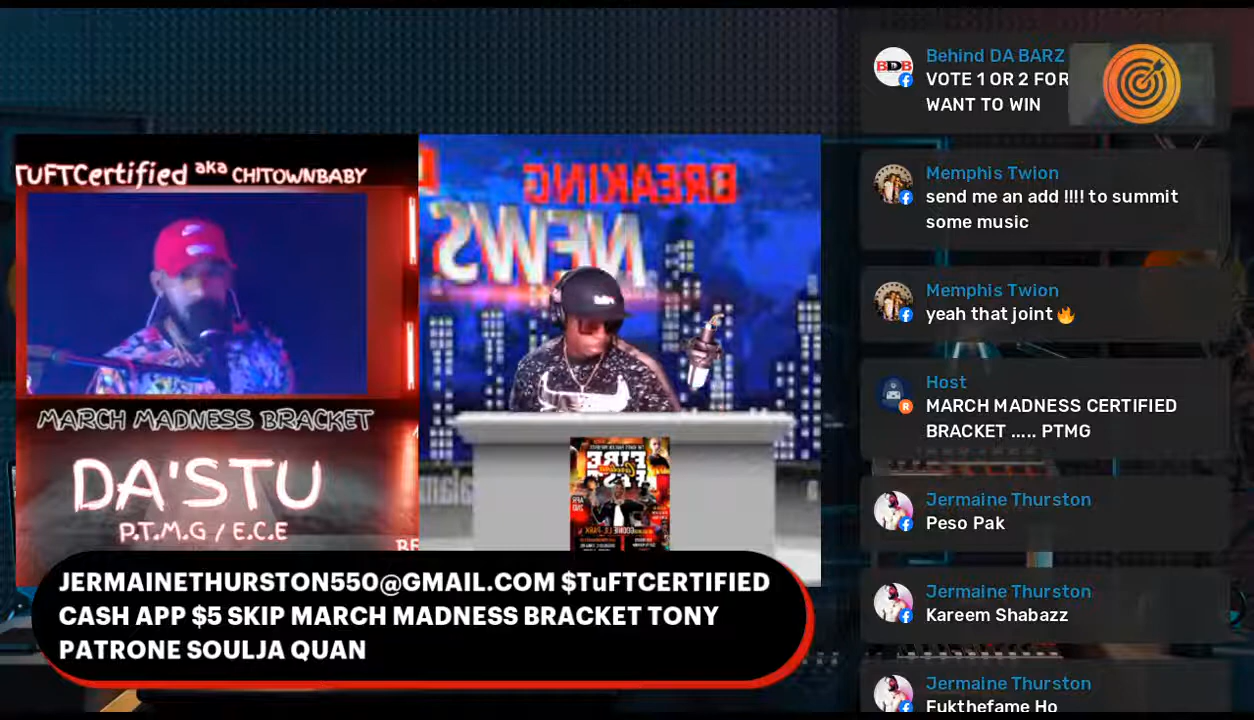 TUFTCertified aka CHITOWNBABY
BREAKING
NEWS
MARCH MADNESS BRACKET
DA'STU
P.T.M.G / E.C.E
FIRE
JERMAINETHURSTON550@GMAIL.COM $TuFTCERTIFIED
CASH APP $5 SKIP MARCH MADNESS BRACKET TONY
PATRONE SOULJA QUAN
BDB
Behind DA BARZ
VOTE 1 OR 2 FOR
WANT TO WIN
Memphis Twion
send me an add !!!! to summit
some music
Memphis Twion
yeah that joint🔥
Host
MARCH MADNESS CERTIFIED
BRACKET ..... PTMG
Jermaine Thurston
Peso Pak
Jermaine Thurston
Kareem Shabazz
Jermaine Thurston
Fukthefame Ho